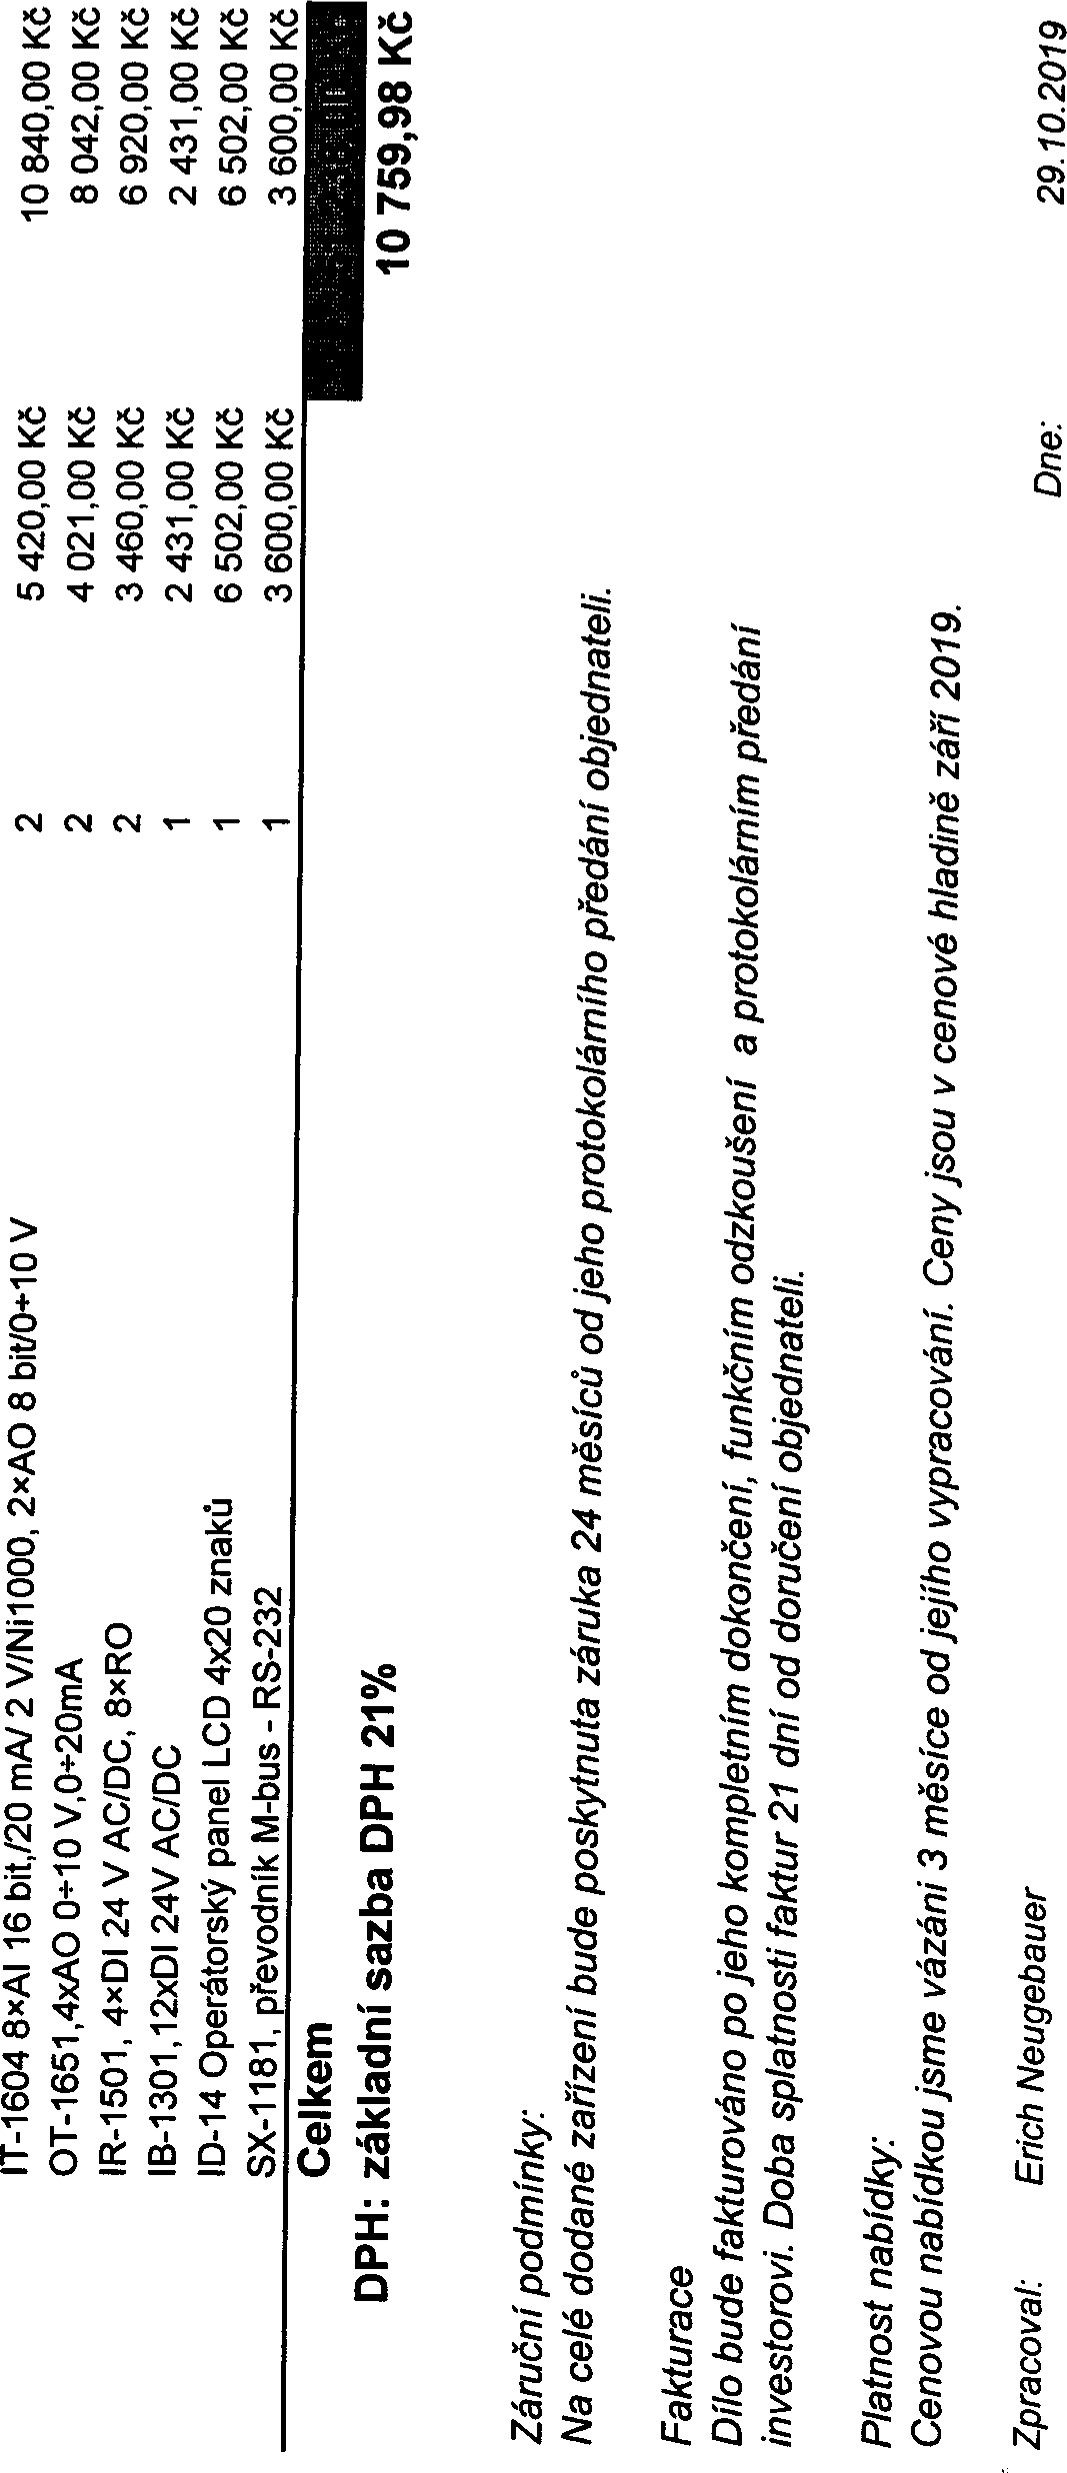 IT-1604 8×AI 16 bit,/20 mA/ 2 V/Ni1000, 2×AO 8 bit/0÷10 V 2 5 420,00 Kč 10 840,00 Kč
OT-1651,4xAO 0÷10 V,0÷20mA 2 4 021,00 Kč 8 042,00 Kč
IR-1501, 4×DI 24 V AC/DC, 8×RO 2 3 460,00 Kč 6 920,00 Kč
IB-1301,12xDI 24V AC/DC 1 2 431,00 Kč 2 431,00 Kč
ID-14 Operátorský panel LCD 4x20 znaků 1 6 502,00 Kč 6 502,00 Kč
SX-1181, převodník M-bus - RS-232 1 3 600,00 Kč 3 600,00 Kč
Celkem
DPH: základní sazba DPH 21% 10 759,98 Kč
Záruční podmínky:
Na celé dodané zařízení bude poskytnuta záruka 24 měsíců od jeho protokolárního předání objednateli.
Fakturace
Dílo bude fakturováno po jeho kompletním dokončení, funkčním odzkoušení a protokolárním předání
investorovi. Doba splatnosti faktur 21 dní od doručení objednateli.
Platnost nabídky:
Cenovou nabídkou jsme vázáni 3 měsíce od jejího vypracování. Ceny jsou v cenové hladině září 2019.
Zpracoval: Erich Neugebauer Dne: 29.10.2019